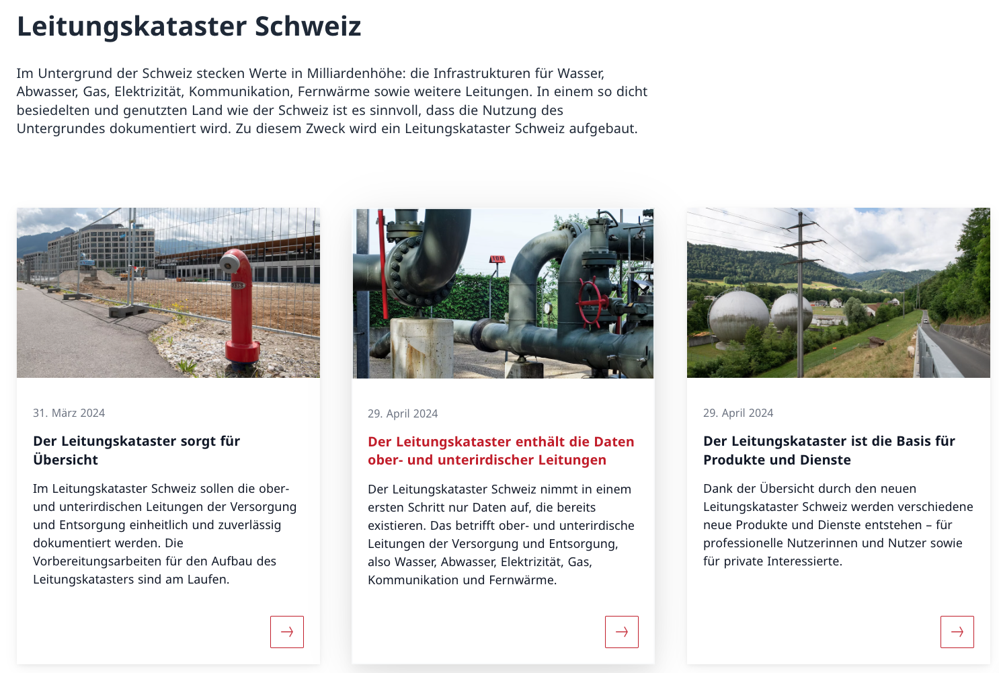 Leitungskataster Schweiz
Im Untergrund der Schweiz stecken Werte in Milliardenhöhe: die Infrastrukturen für Wasser,
Abwasser, Gas, Elektrizität, Kommunikation, Fernwärme sowie weitere Leitungen. In einem so dicht
besiedelten und genutzten Land wie der Schweiz ist es sinnvoll, dass die Nutzung des
Untergrundes dokumentiert wird. Zu diesem Zweck wird ein Leitungskataster Schweiz aufgebaut.
100
31. März 2024
Der Leitungskataster sorgt für
Übersicht
Im Leitungskataster Schweiz sollen die ober-
und unterirdischen Leitungen der Versorgung
und Entsorgung einheitlich und zuverlässig
dokumentiert werden. Die
Vorbereitungsarbeiten für den Aufbau des
Leitungskatasters sind am Laufen.
29. April 2024
Der Leitungskataster enthält die Daten
ober- und unterirdischer Leitungen
Der Leitungskataster Schweiz nimmt in einem
ersten Schritt nur Daten auf, die bereits
existieren. Das betrifft ober- und unterirdische
Leitungen der Versorgung und Entsorgung,
also Wasser, Abwasser, Elektrizität, Gas,
Kommunikation und Fernwärme.
29. April 2024
Der Leitungskataster ist die Basis für
Produkte und Dienste
Dank der Übersicht durch den neuen
Leitungskataster Schweiz werden verschiedene
neue Produkte und Dienste entstehen – für
professionelle Nutzerinnen und Nutzer sowie
für private Interessierte.